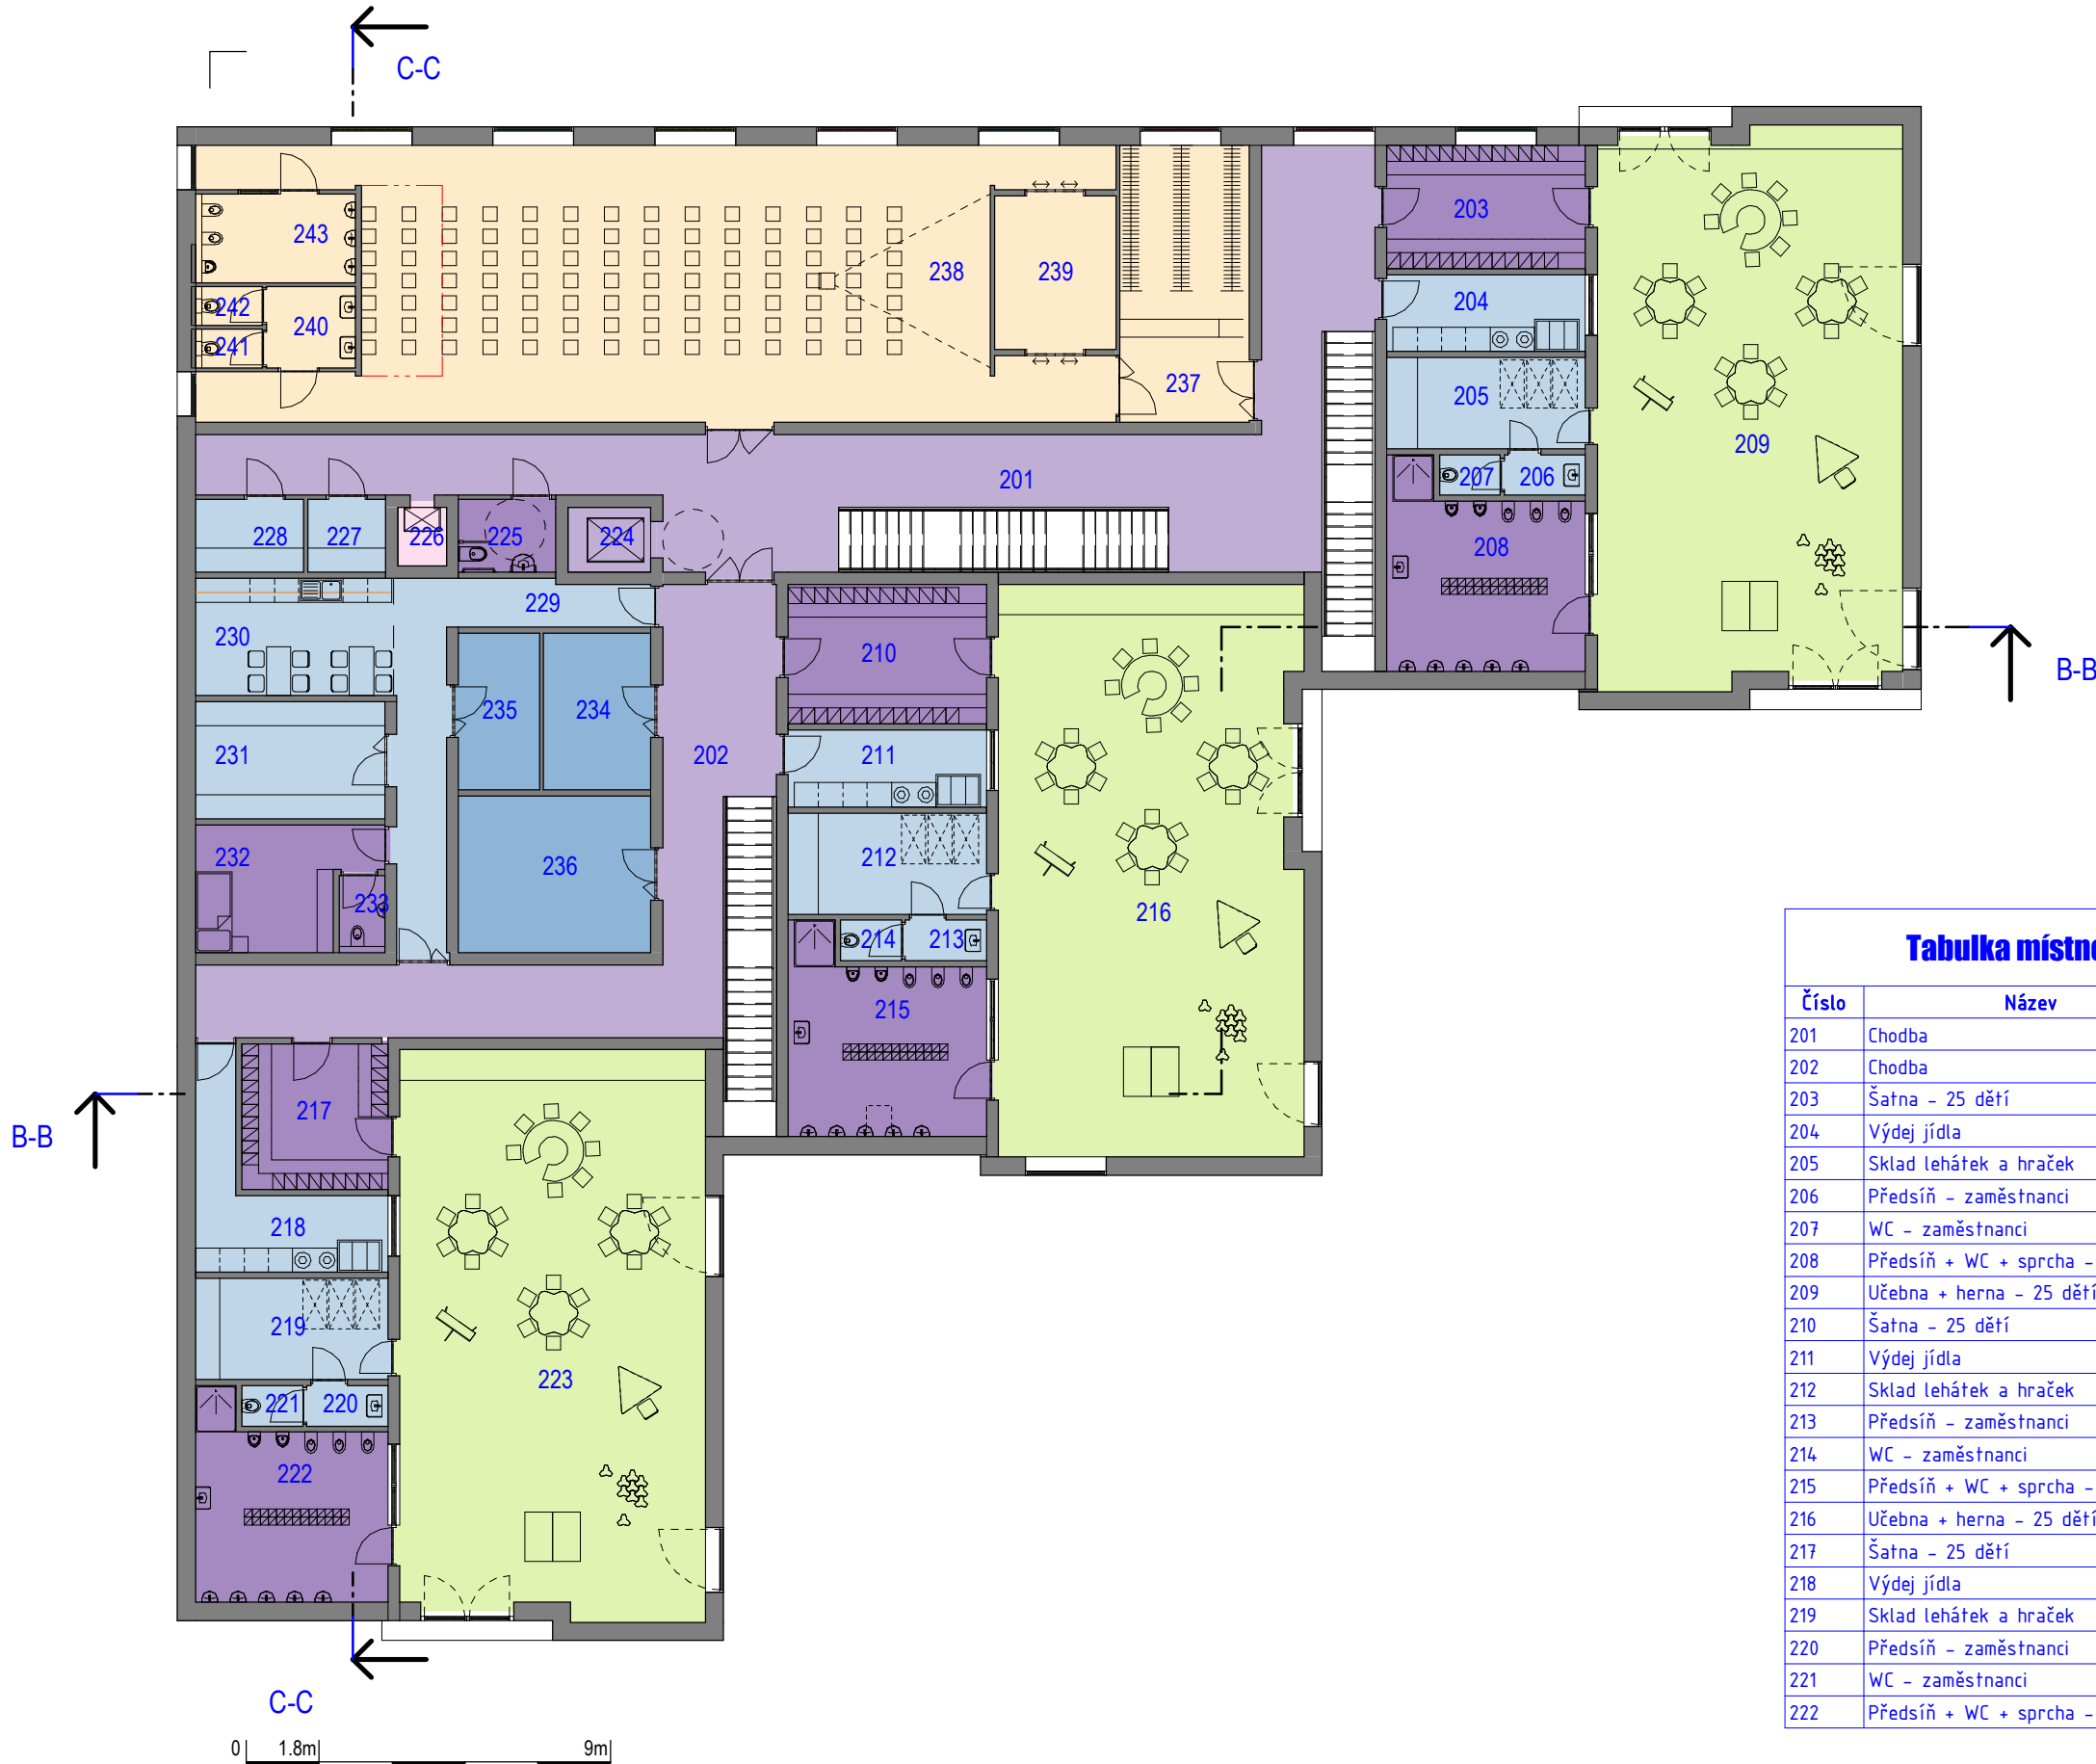 C-C
243
242
241
240
238
239
237
203
204
205
207
206
208
209
201
228
227
226
225
224
229
230
231
232
233
235
234
236
202
210
211
212
214
213
215
216
B-B
B-B
217
218
219
221
220
222
223
C-C
0 1.8m 9m
Tabulka místno
Číslo Název
201 Chodba
202 Chodba
203 Šatna - 25 dětí
204 Výdej jídla
205 Sklad lehátek a hraček
206 Předsíň - zaměstnanci
207 WC - zaměstnanci
208 Předsíň + WC + sprcha -
209 Učebna + herna - 25 dětí
210 Šatna - 25 dětí
211 Výdej jídla
212 Sklad lehátek a hraček
213 Předsíň - zaměstnanci
214 WC - zaměstnanci
215 Předsíň + WC + sprcha -
216 Učebna + herna - 25 dětí
217 Šatna - 25 dětí
218 Výdej jídla
219 Sklad lehátek a hraček
220 Předsíň - zaměstnanci
221 WC - zaměstnanci
222 Předsíň + WC + sprcha -